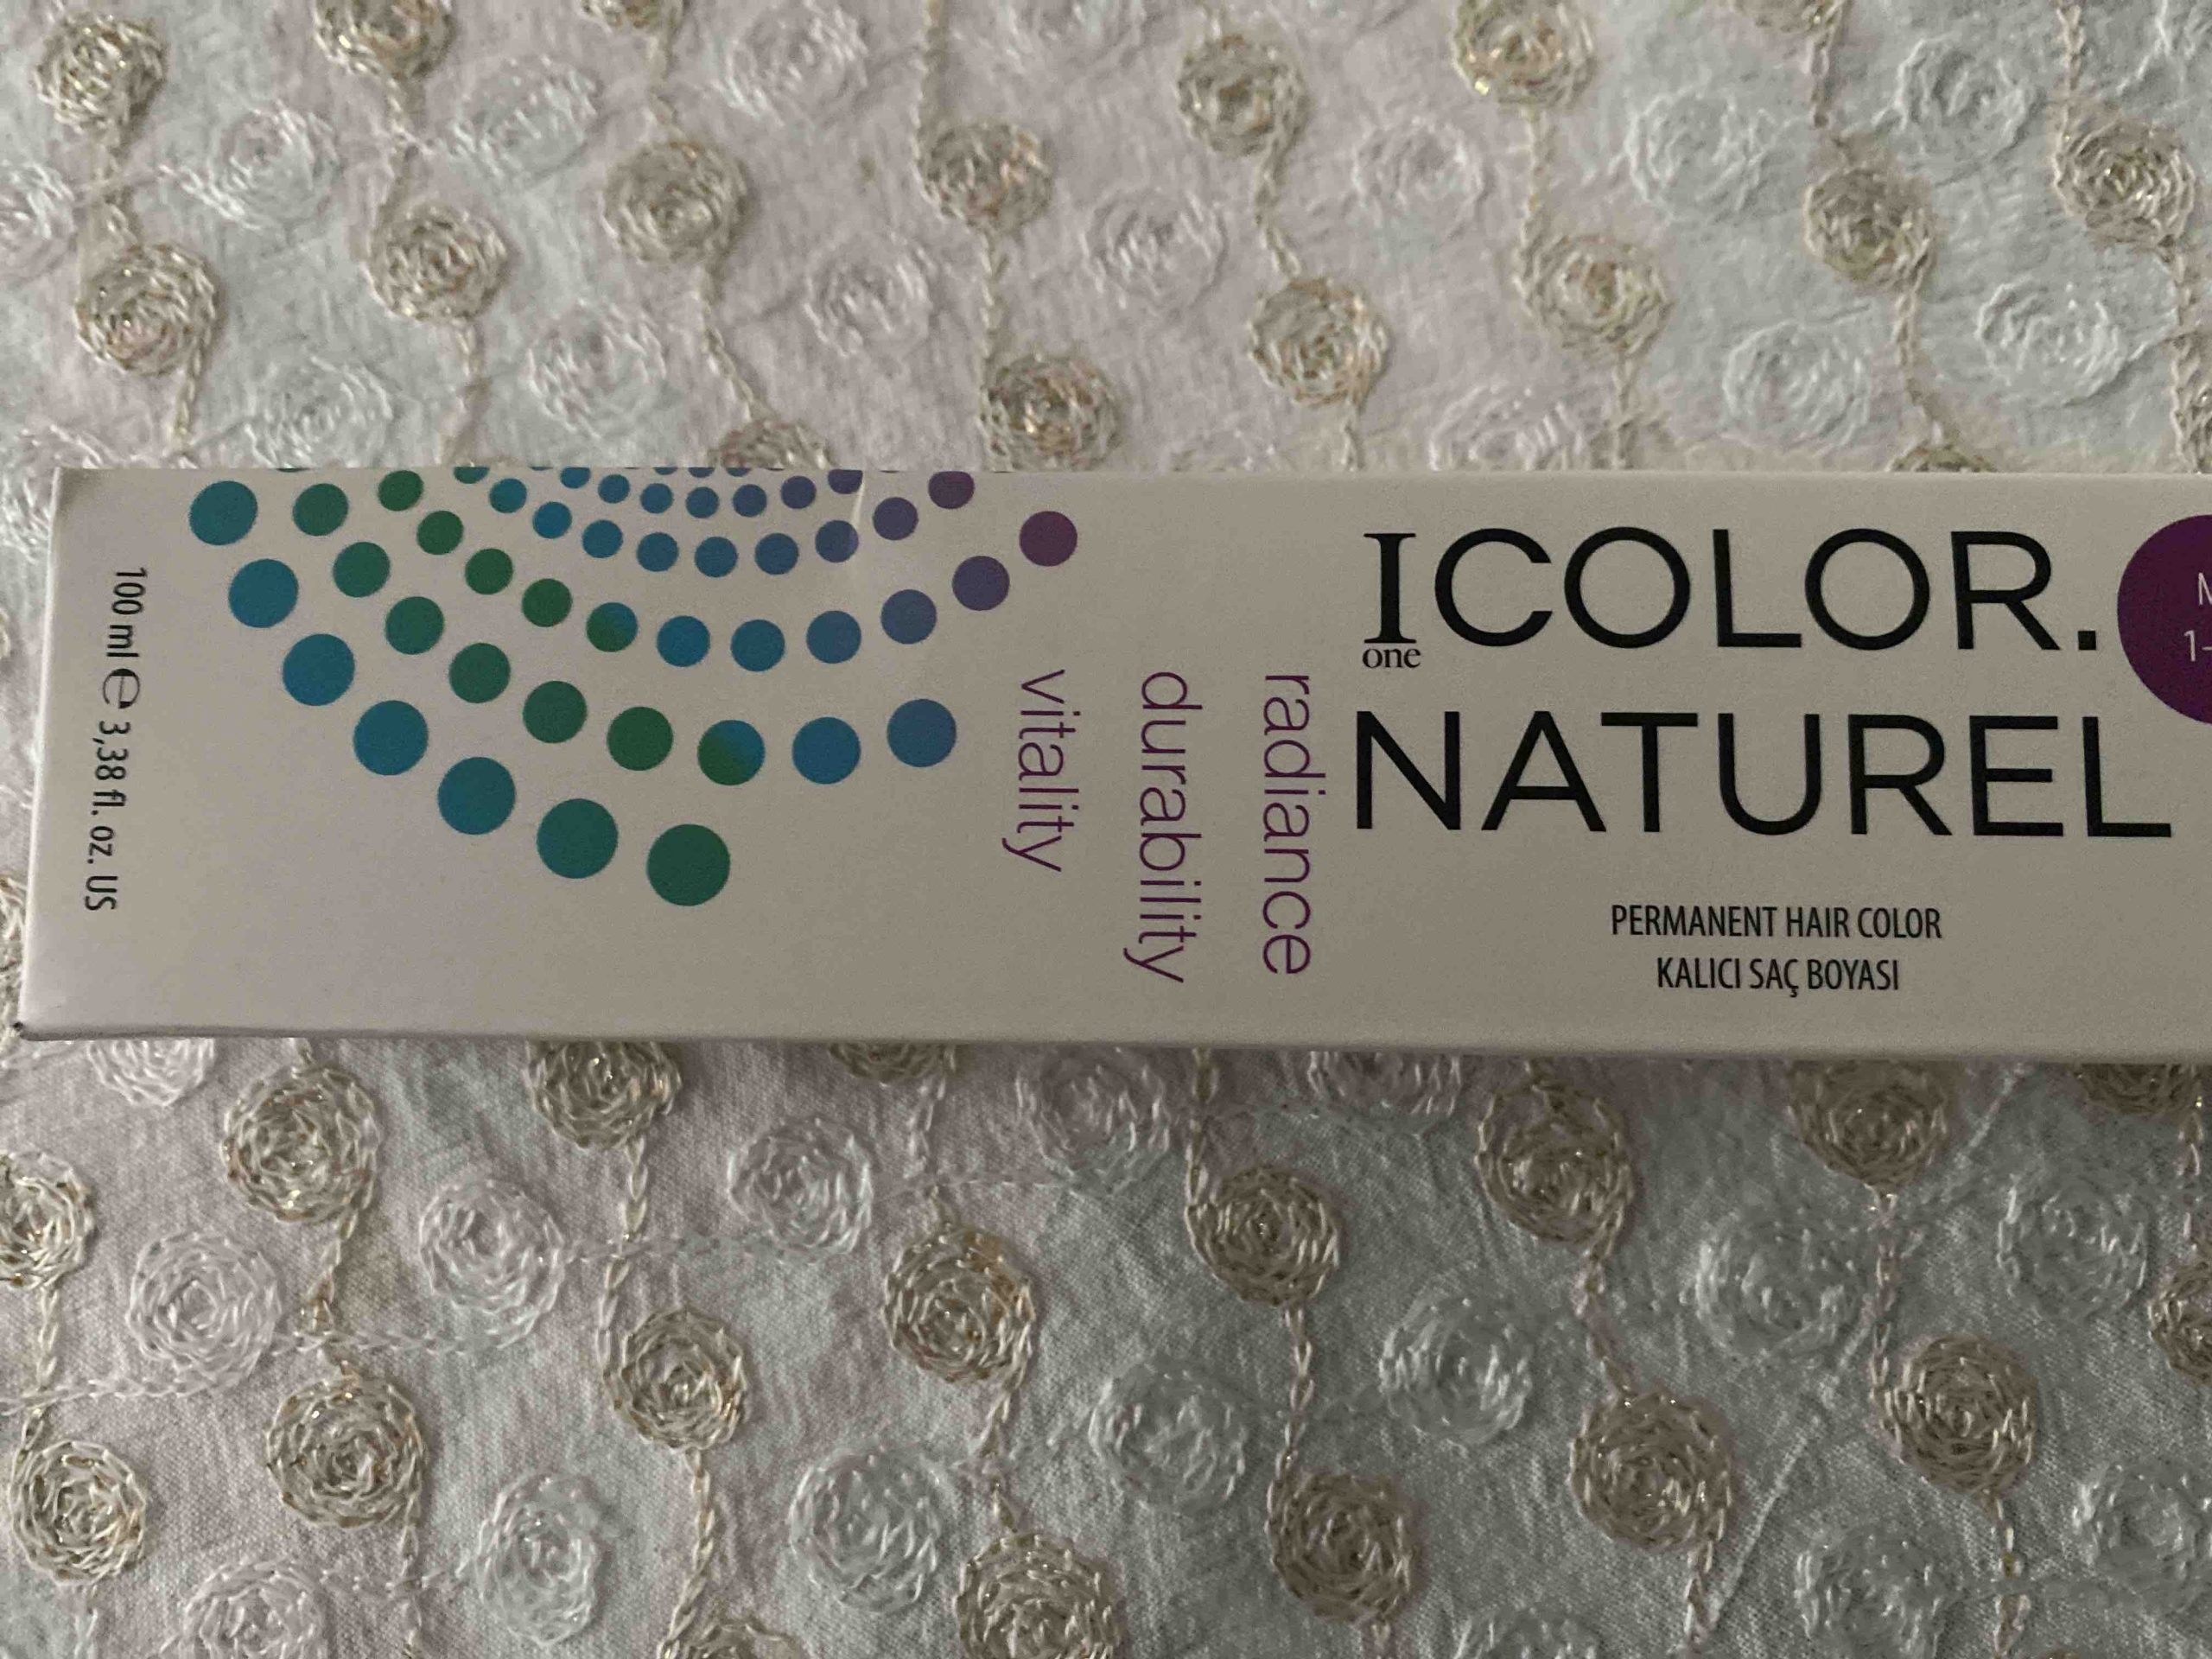 ICOLOR.
one
NATUREL
PERMANENT HAIR COLOR
KALICI SAÇ BOYASI
radiance
durability
vitality
100 ml ℮ 3,38 fl. oz. US